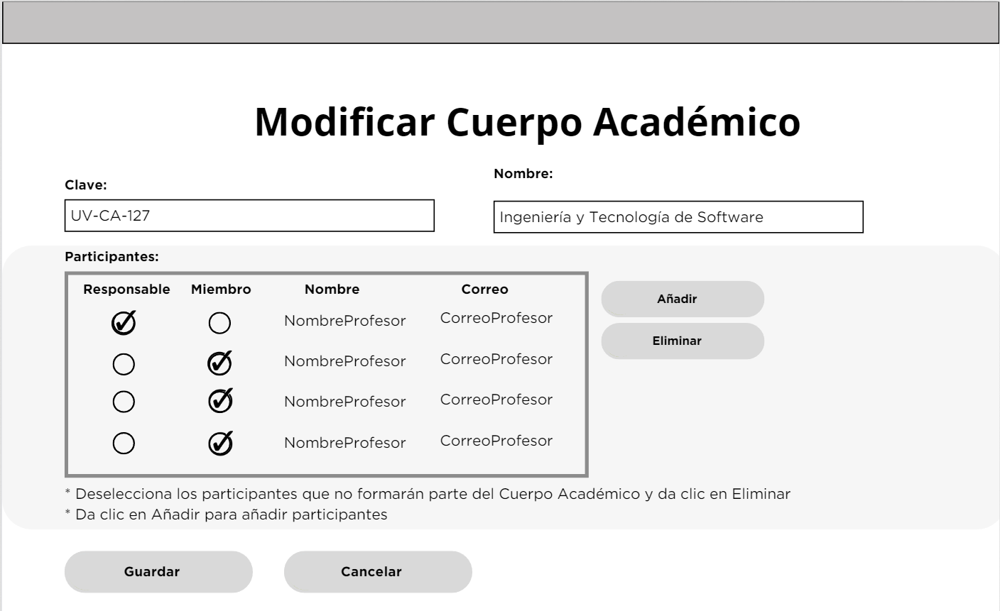 Modificar Cuerpo Académico
Clave:
Nombre:
UV-CA-127
Ingeniería y Tecnología de Software
Participantes:
Responsable Miembro Nombre Correo
NombreProfesor CorreoProfesor
NombreProfesor CorreoProfesor
NombreProfesor CorreoProfesor
NombreProfesor CorreoProfesor
Añadir
Eliminar
* Deselecciona los participantes que no formarán parte del Cuerpo Académico y da clic en Eliminar
* Da clic en Añadir para añadir participantes
Guardar Cancelar